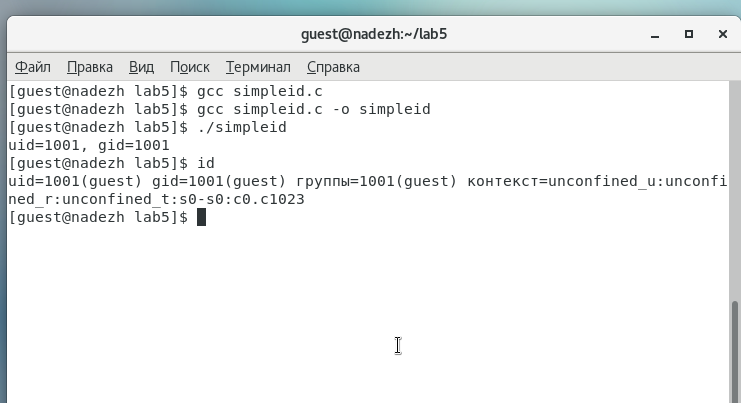 guest@nadezh:~/lab5
Файл Правка Вид Поиск Терминал Справка
[guest@nadezh lab5]$ gcc simpleid.c
[guest@nadezh lab5]$ gcc simpleid.c -o simpleid
[guest@nadezh lab5]$ ./simpleid
uid=1001, gid=1001
[guest@nadezh lab5]$ id
uid=1001(guest) gid=1001(guest) группы=1001(guest) контекст=unconfined_u:unconfi
ned_r:unconfined_t:s0-s0:c0.c1023
[guest@nadezh lab5]$